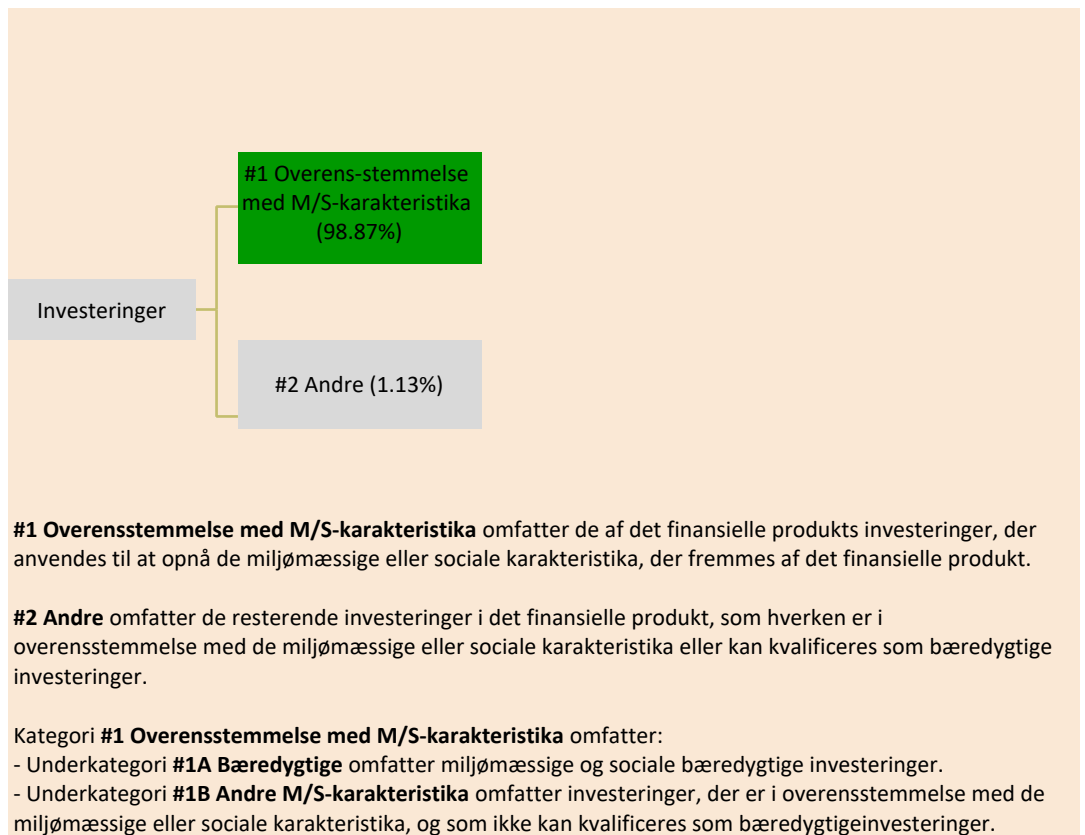 #1 Overens-stemmelse
med M/S-karakteristika
(98.87%)
Investeringer
#2 Andre (1.13%)
#1 Overensstemmelse med M/S-karakteristika omfatter de af det finansielle produkts investeringer, der
anvendes til at opnå de miljømæssige eller sociale karakteristika, der fremmes af det finansielle produkt.
#2 Andre omfatter de resterende investeringer i det finansielle produkt, som hverken er i
overensstemmelse med de miljømæssige eller sociale karakteristika eller kan kvalificeres som bæredygtige
investeringer.
Kategori #1 Overensstemmelse med M/S-karakteristika omfatter:
- Underkategori #1A Bæredygtige omfatter miljømæssige og sociale bæredygtige investeringer.
- Underkategori #1B Andre M/S-karakteristika omfatter investeringer, der er i overensstemmelse med de
miljømæssige eller sociale karakteristika, og som ikke kan kvalificeres som bæredygtigeinvesteringer.